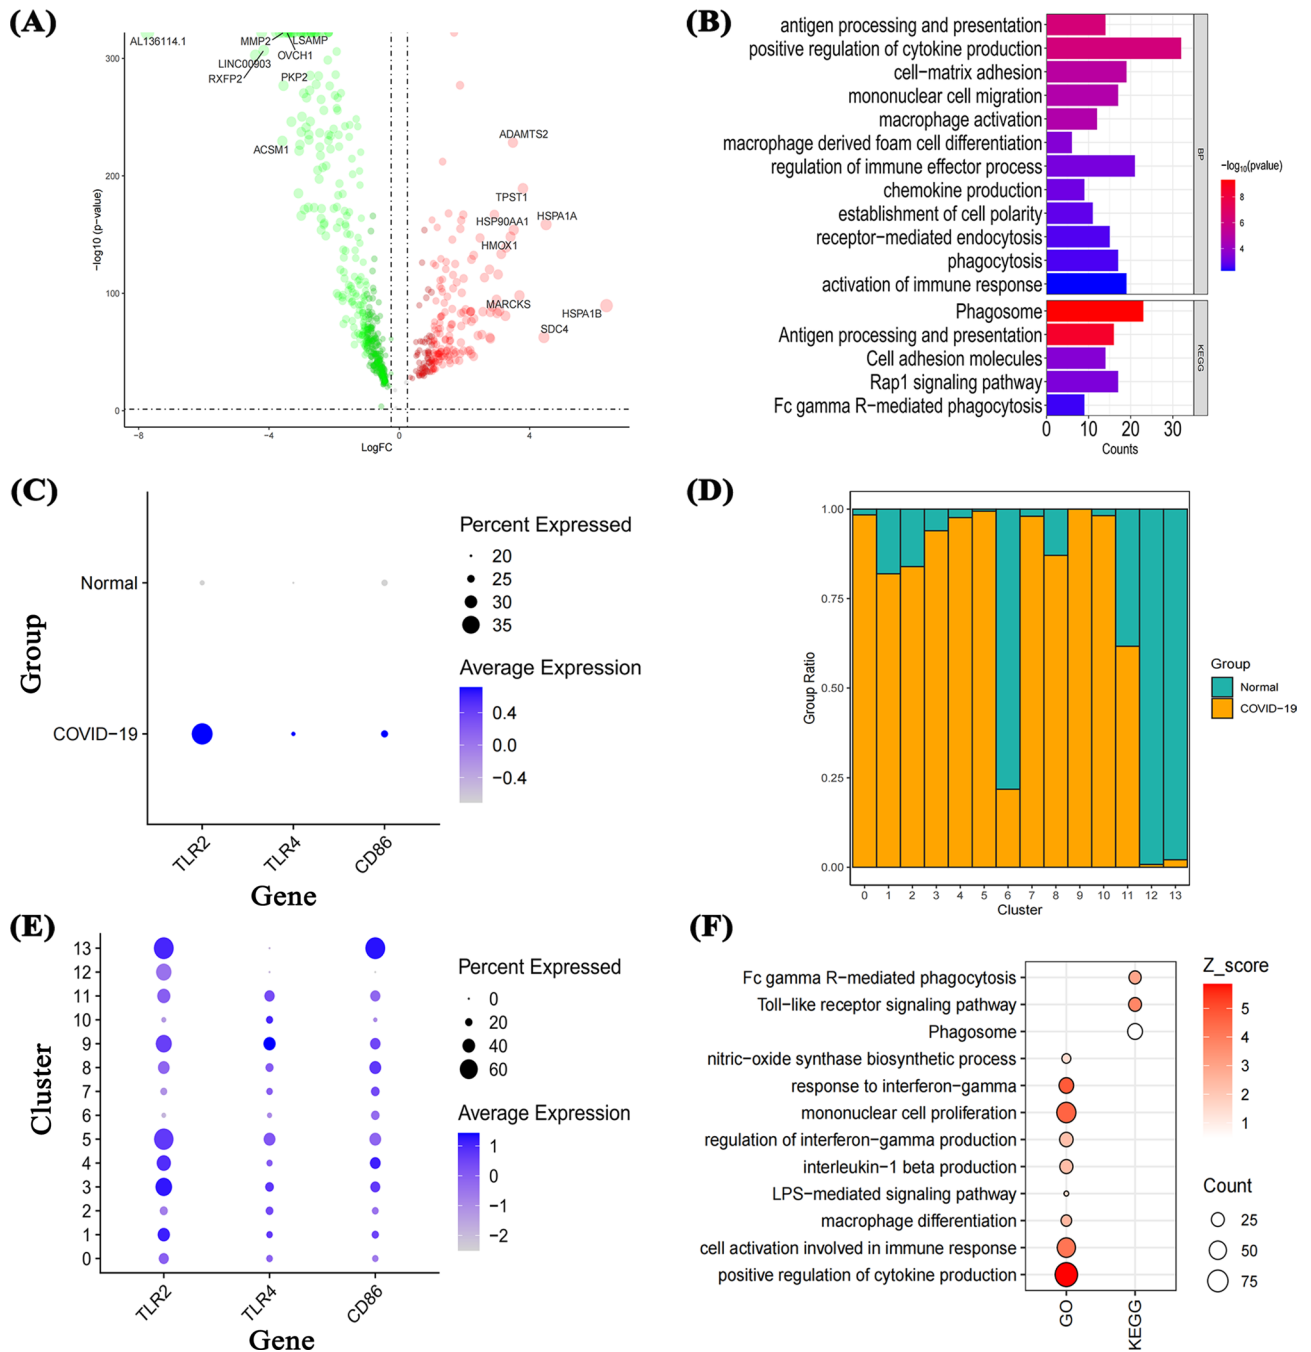 (A)
AL136114.1
MMP2
LSAMP
OVCH1
LINC00903
RXFP2
PKP2
ACSM1
ADAMTS2
TPST1
HSP90AA1
HSPA1A
HMOX1
MARCKS
HSPA1B
SDC4
300
200
100
0
−log10 (p−value)
−8
−4
0
4
LogFC
(B)
antigen processing and presentation
positive regulation of cytokine production
cell−matrix adhesion
mononuclear cell migration
macrophage activation
macrophage derived foam cell differentiation
regulation of immune effector process
chemokine production
establishment of cell polarity
receptor−mediated endocytosis
phagocytosis
activation of immune response
BP
Phagosome
Antigen processing and presentation
Cell adhesion molecules
Rap1 signaling pathway
Fc gamma R−mediated phagocytosis
KEGG
0 10 20 30
Counts
−log10(pvalue)
8
6
4
(C)
Normal
COVID−19
Group
TLR2
TLR4
CD86
Gene
Percent Expressed
20
25
30
35
Average Expression
0.4
0.0
−0.4
(D)
1.00
0.75
0.50
0.25
0.00
Group Ratio
0 1 2 3 4 5 6 7 8 9 10 11 12 13
Cluster
Group
Normal
COVID−19
(E)
13
12
11
10
9
8
7
6
5
4
3
2
1
0
Cluster
TLR2
TLR4
CD86
Gene
Percent Expressed
0
20
40
60
Average Expression
1
0
−1
−2
(F)
Fc gamma R−mediated phagocytosis
Toll−like receptor signaling pathway
Phagosome
nitric−oxide synthase biosynthetic process
response to interferon−gamma
mononuclear cell proliferation
regulation of interferon−gamma production
interleukin−1 beta production
LPS−mediated signaling pathway
macrophage differentiation
cell activation involved in immune response
positive regulation of cytokine production
GO
KEGG
Z_score
5
4
3
2
1
Count
25
50
75